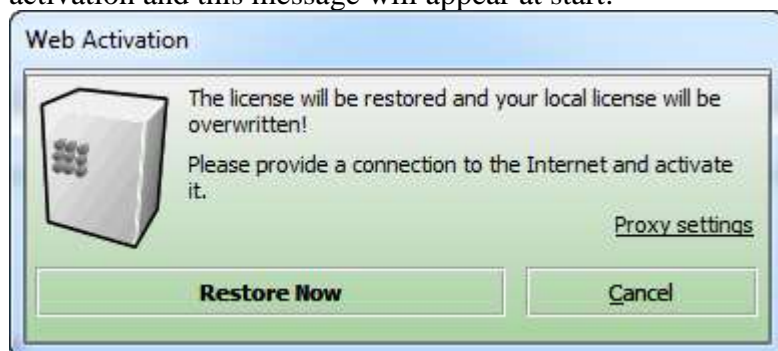 activation and this message will appear at start.
Web Activation
The license will be restored and your local license will be
overwritten!
Please provide a connection to the Internet and activate
it.
Proxy settings
Restore Now
Cancel